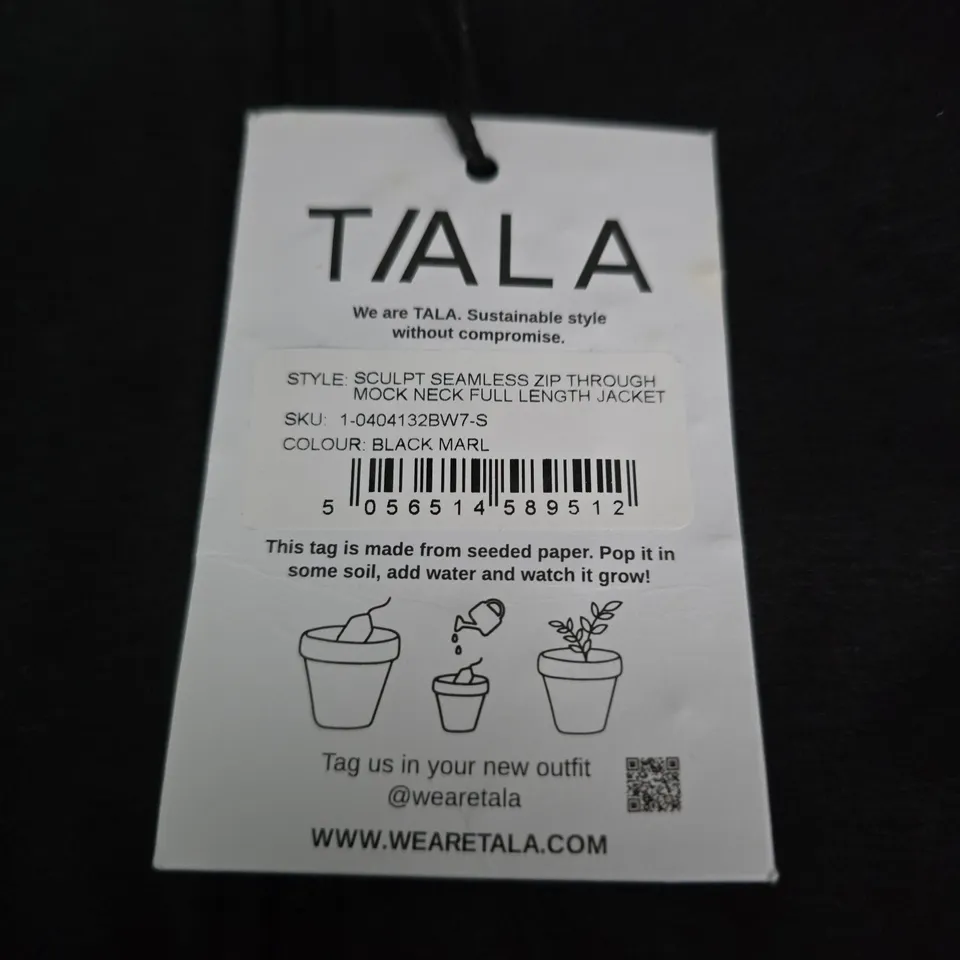 TALA
We are TALA. Sustainable style
without compromise.
STYLE: SCULPT SEAMLESS ZIP THROUGH
MOCK NECK FULL LENGTH JACKET
SKU: 1-0404132BW7-S
COLOUR: BLACK MARL
5 056514 589512
This tag is made from seeded paper. Pop it in
some soil, add water and watch it grow!
Tag us in your new outfit
@wearetala
WWW.WEARETALA.COM